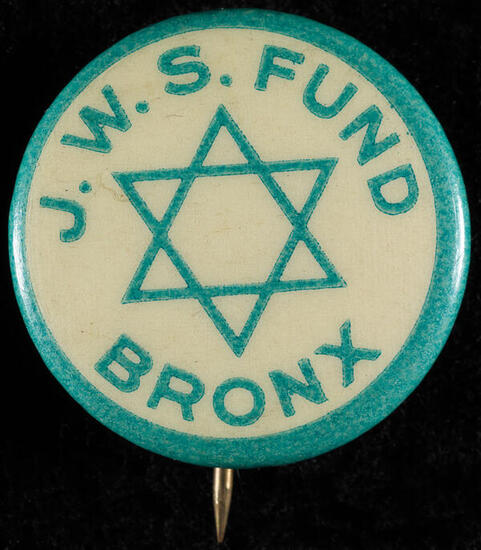 J. W. S. FUND
BRONX